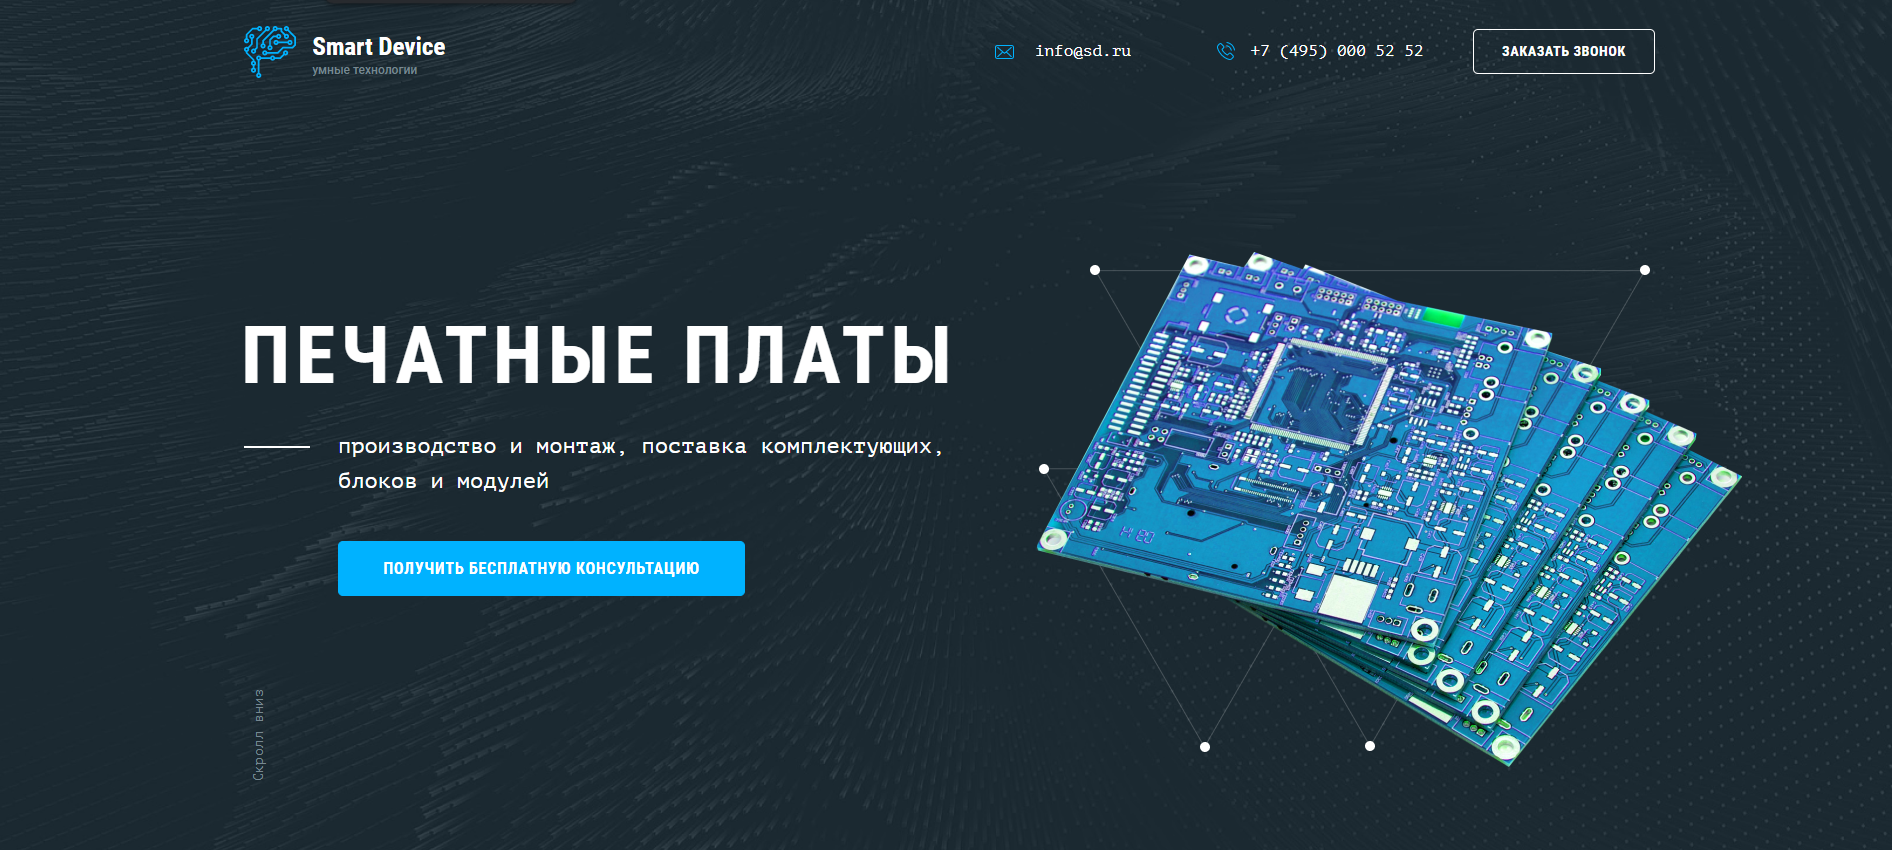 Smart Device
умные технологии
info@sd.ru
+7 (495) 000 52 52
ЗАКАЗАТЬ ЗВОНОК
ПЕЧАТНЫЕ ПЛАТЫ
производство и монтаж, поставка комплектующих,
блоков и модулей
ПОЛУЧИТЬ БЕСПЛАТНУЮ КОНСУЛЬТАЦИЮ
Скролл вниз